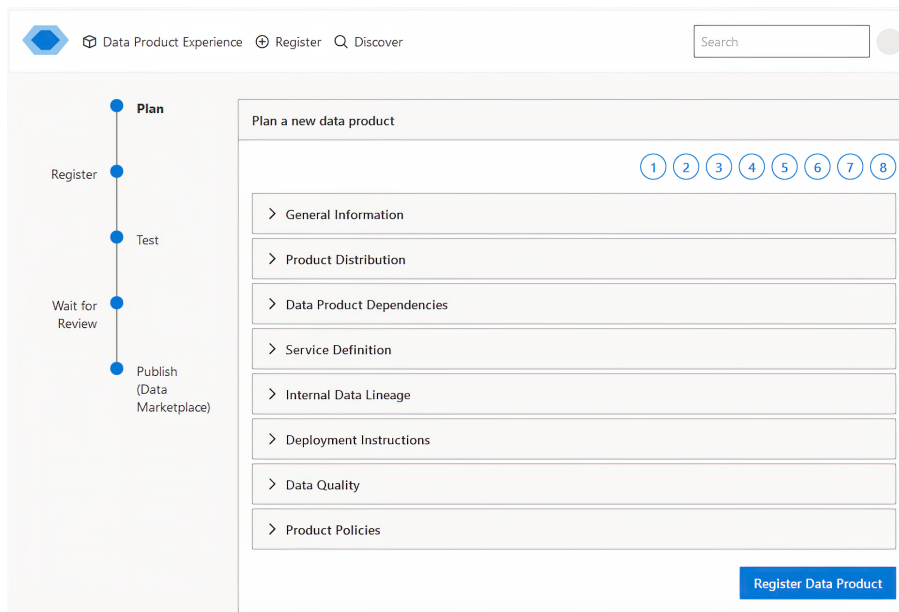 Data Product Experience Register Discover Search
Plan
Register
Test
Wait for
Review
Publish
(Data
Marketplace)
Plan a new data product
1 2 3 4 5 6 7 8
General Information
Product Distribution
Data Product Dependencies
Service Definition
Internal Data Lineage
Deployment Instructions
Data Quality
Product Policies
Register Data Product